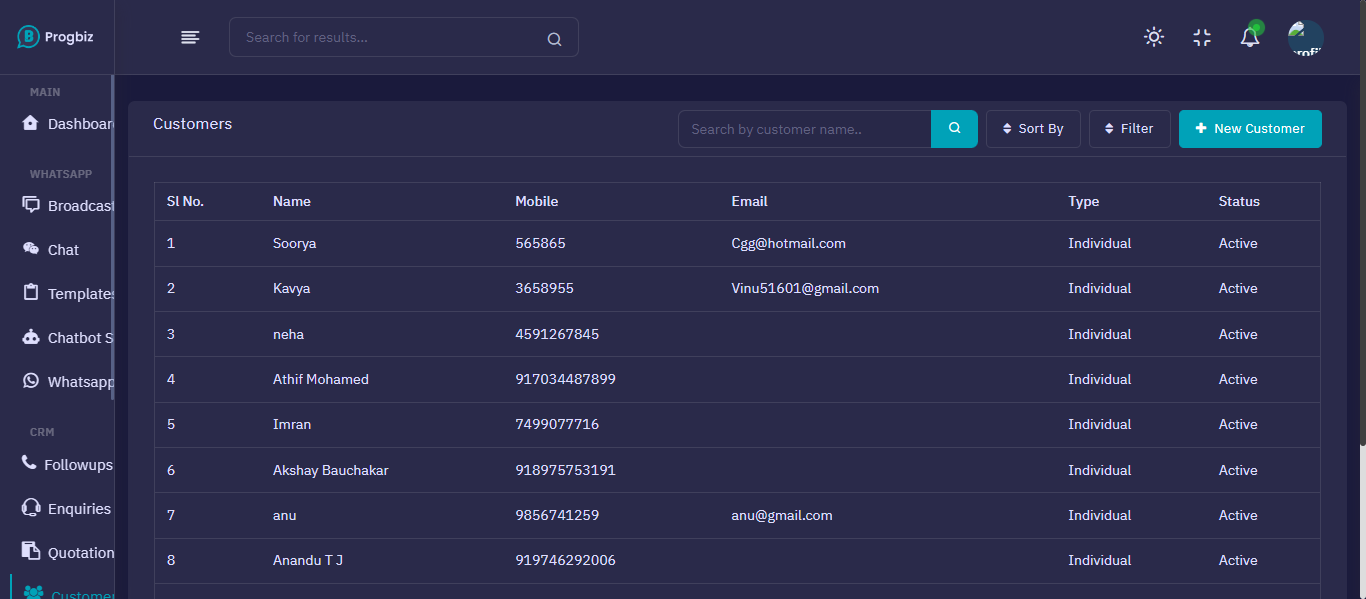 Progbiz
Search for results...
profi
MAIN
Dashboar
WHATSAPP
Broadcast
Chat
Templates
Chatbot S
Whatsapp
CRM
Followups
Enquiries
Quotation
Customer
Customers
Search by customer name..
Sort By
Filter
New Customer
Sl No. Name Mobile Email Type Status
1 Soorya 565865 Cgg@hotmail.com Individual Active
2 Kavya 3658955 Vinu51601@gmail.com Individual Active
3 neha 4591267845 Individual Active
4 Athif Mohamed 917034487899 Individual Active
5 Imran 7499077716 Individual Active
6 Akshay Bauchakar 918975753191 Individual Active
7 anu 9856741259 anu@gmail.com Individual Active
8 Anandu T J 919746292006 Individual Active